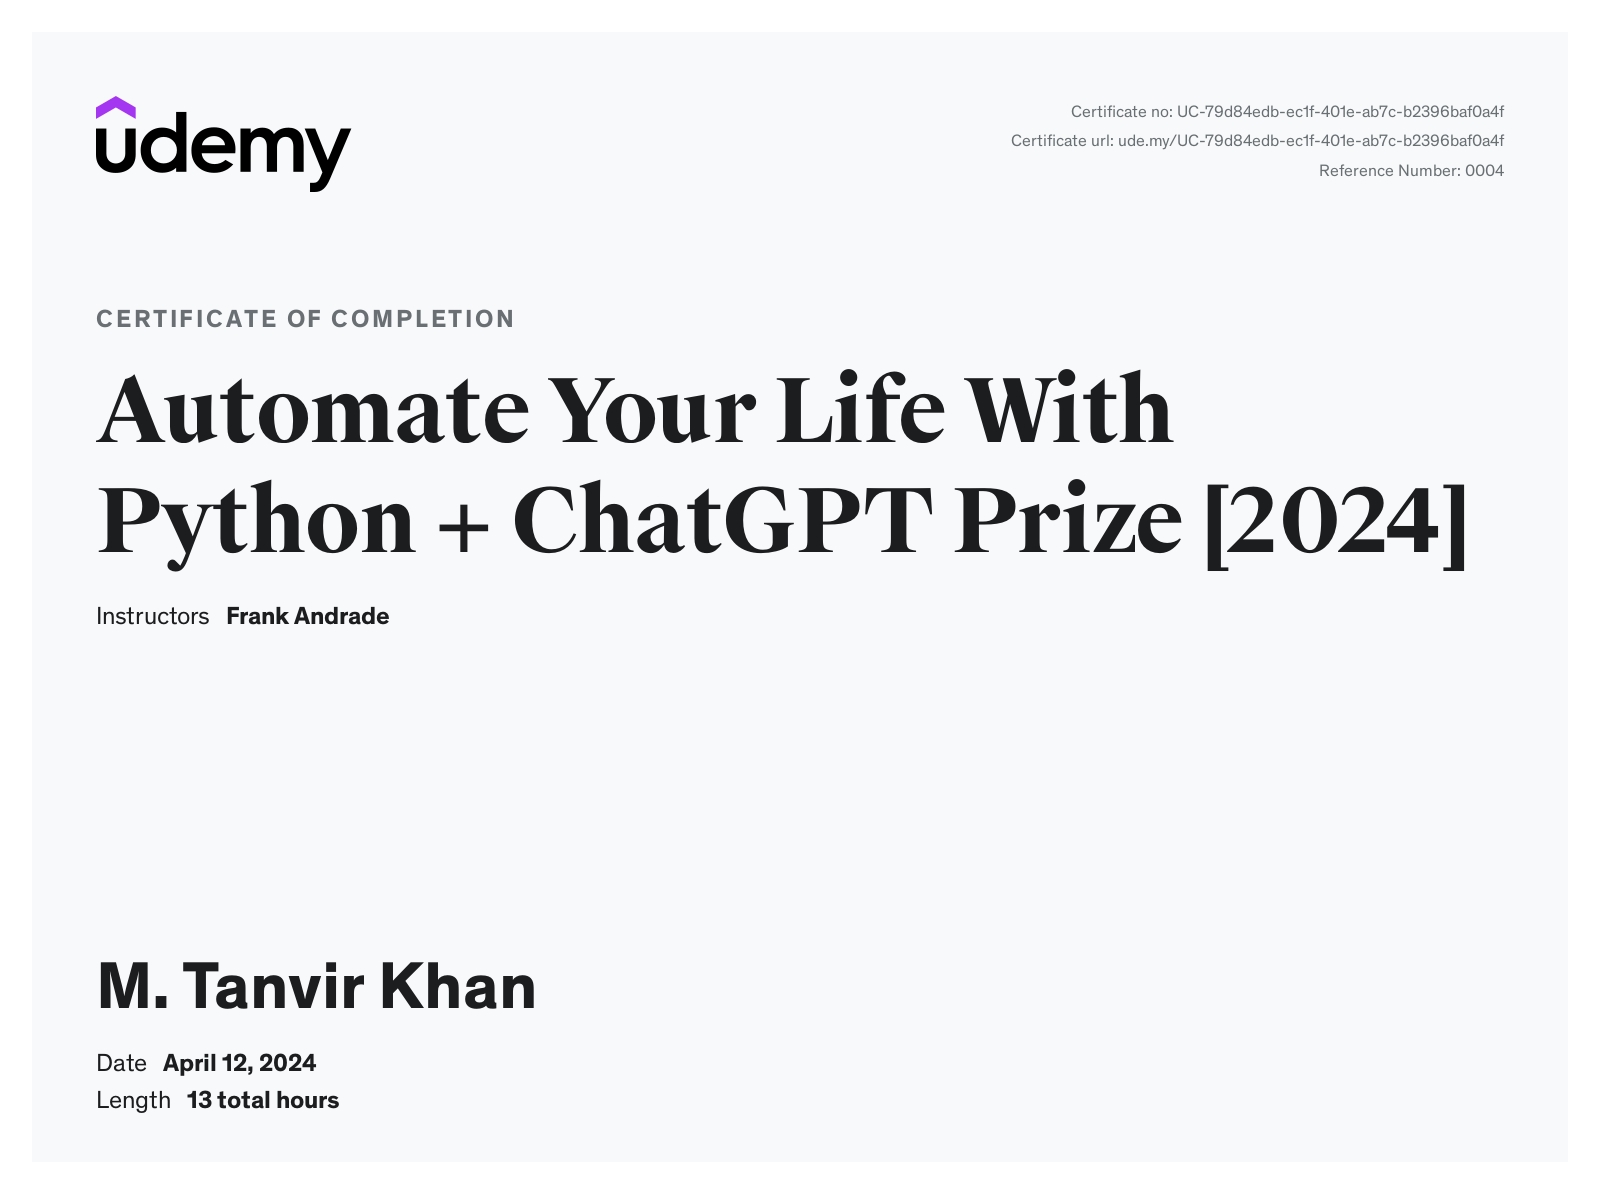 udemy
Certificate no: UC-79d84edb-ec1f-401e-ab7c-b2396baf0a4f
Certificate url: ude.my/UC-79d84edb-ec1f-401e-ab7c-b2396baf0a4f
Reference Number: 0004
CERTIFICATE OF COMPLETION
Automate Your Life With
Python + ChatGPT Prize [2024]
Instructors Frank Andrade
M. Tanvir Khan
Date April 12, 2024
Length 13 total hours